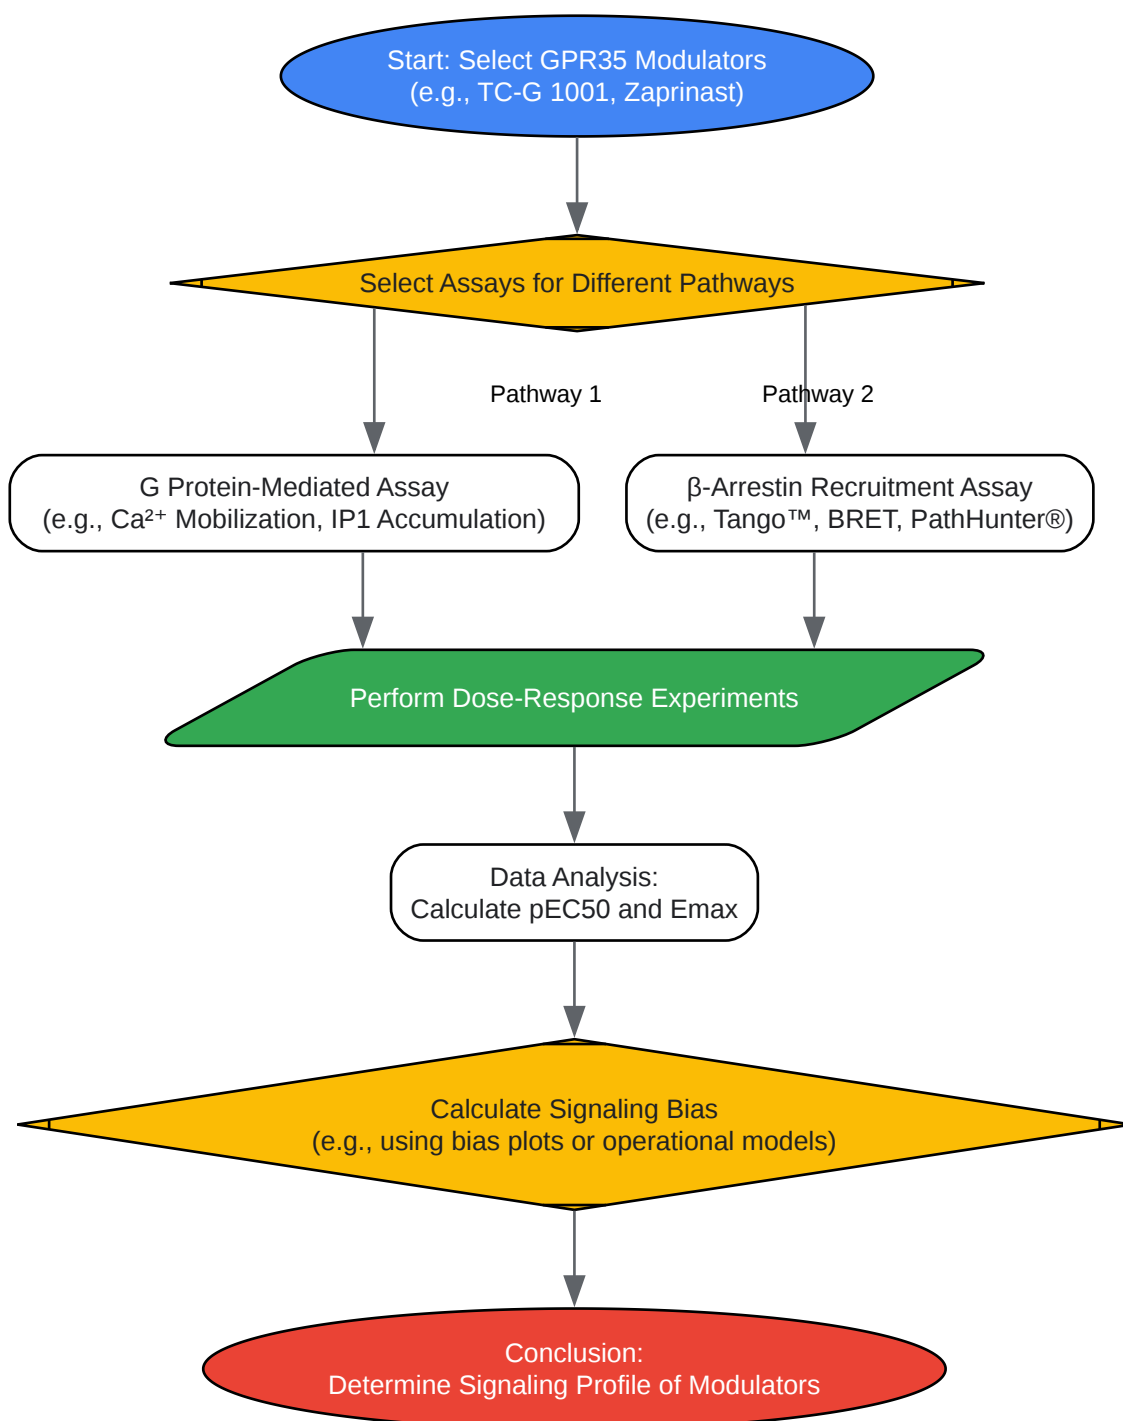 Start: Select GPR35 Modulators
(e.g., TC-G 1001, Zaprinast)
Select Assays for Different Pathways
Pathway 1
Pathway 2
G Protein-Mediated Assay
(e.g., Ca²⁺ Mobilization, IP1 Accumulation)
β-Arrestin Recruitment Assay
(e.g., Tango™, BRET, PathHunter®)
Perform Dose-Response Experiments
Data Analysis:
Calculate pEC50 and Emax
Calculate Signaling Bias
(e.g., using bias plots or operational models)
Conclusion:
Determine Signaling Profile of Modulators